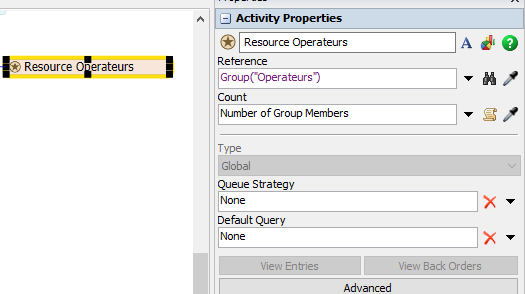 Activity Properties
Resource Operateurs
Resource Operateurs
Reference
Group("Operateurs")
Count
Number of Group Members
Type
Global
Queue Strategy
None
Default Query
None
View Entries
View Back Orders
Advanced